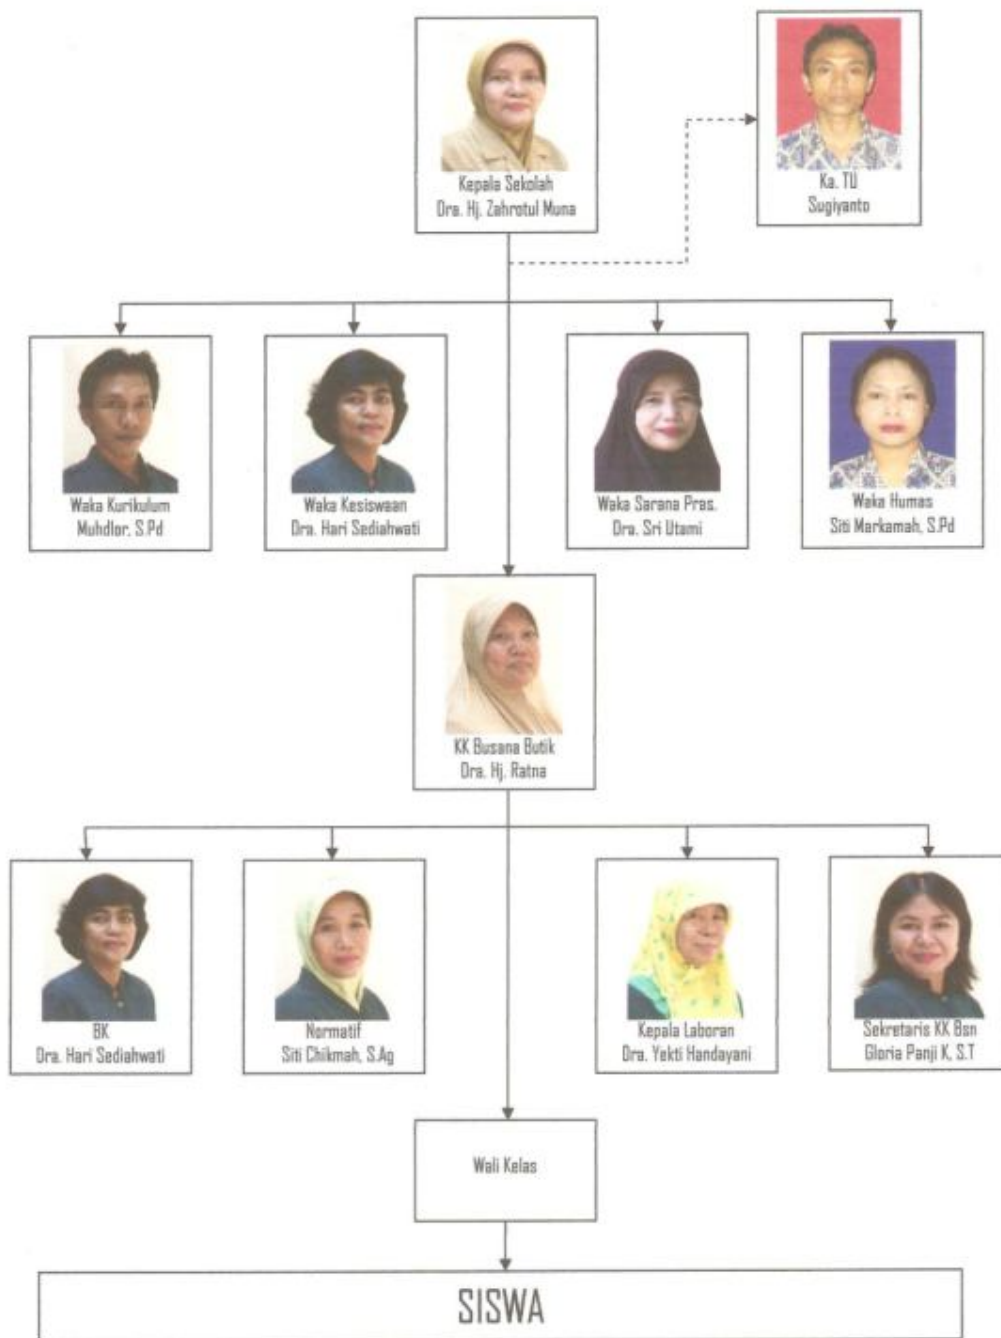 Kepala Sekolah
Dra. Hj. Zahrotul Muna
Ka. TU
Sugiyanto
Waka Kurikulum
Muhdlor, S.Pd
Waka Kesiswaan
Dra. Hari Sediahwati
Waka Sarana Pras.
Dra. Sri Utami
Waka Humas
Siti Markamah, S.Pd
KK Busana Butik
Dra. Hj. Ratna
BK
Dra. Hari Sediahwati
Normatif
Siti Chikmah, S.Ag
Kepala Laboran
Dra. Yekti Handayani
Sekretaris KK Bsn
Gloria Panji K, S.T
Wali Kelas
SISWA